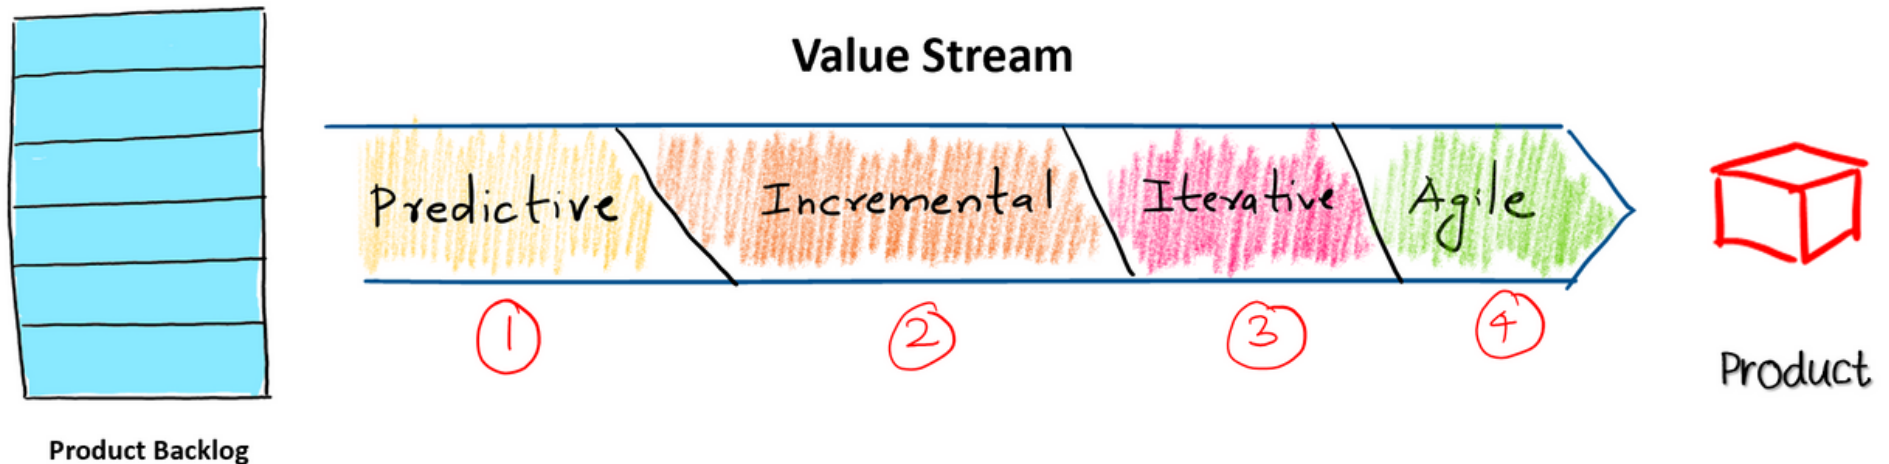 Value Stream
Predictive
Incremental
Iterative
Agile
1
2
3
4
Product
Product Backlog